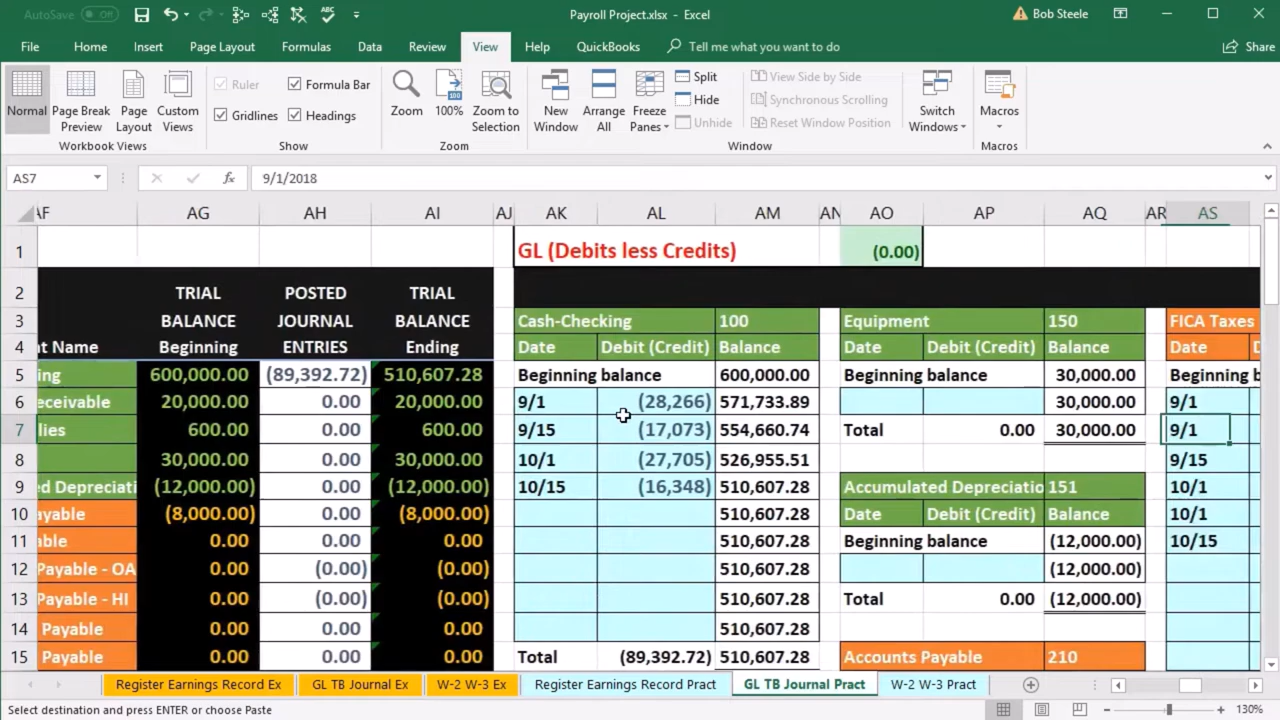 AutoSave Off
Payroll Project.xlsx - Excel
Bob Steele
File Home Insert Page Layout Formulas Data Review View Help QuickBooks Tell me what you want to do Share
Normal
Page Break Preview
Page Layout
Custom Views
Workbook Views
Ruler
Gridlines
Formula Bar
Headings
Show
Zoom
100%
Zoom to Selection
Zoom
New Window
Arrange All
Freeze Panes
Split
Hide
Unhide
View Side by Side
Synchronous Scrolling
Reset Window Position
Window
Switch Windows
Macros
Macros
AS7 fx 9/1/2018
AF AG AH AI AJ AK AL AM AN AO AP AQ AR AS
1 GL (Debits less Credits) (0.00)
2 TRIAL POSTED TRIAL
3 BALANCE JOURNAL BALANCE Cash-Checking 100 Equipment 150 FICA Taxes
4 t Name Beginning ENTRIES Ending Date Debit (Credit) Balance Date Debit (Credit) Balance Date D
5 ing 600,000.00 (89,392.72) 510,607.28 Beginning balance 600,000.00 Beginning balance 30,000.00 Beginning b
6 eceivable 20,000.00 0.00 20,000.00 9/1 (28,266) 571,733.89 30,000.00 9/1
7 lies 600.00 0.00 600.00 9/15 (17,073) 554,660.74 Total 0.00 30,000.00 9/1
8 30,000.00 0.00 30,000.00 10/1 (27,705) 526,955.51 9/15
9 ed Depreciati (12,000.00) 0.00 (12,000.00) 10/15 (16,348) 510,607.28 Accumulated Depreciatio 151 10/1
10 ayable (8,000.00) 0.00 (8,000.00) 510,607.28 Date Debit (Credit) Balance 10/1
11 able 0.00 0.00 0.00 510,607.28 Beginning balance (12,000.00) 10/15
12 Payable - OA 0.00 (0.00) (0.00) 510,607.28 (12,000.00)
13 Payable - HI 0.00 (0.00) (0.00) 510,607.28 Total 0.00 (12,000.00)
14 Payable 0.00 0.00 0.00 510,607.28
15 Payable 0.00 0.00 0.00 Total (89,392.72) 510,607.28 Accounts Payable 210
Register Earnings Record Ex GL TB Journal Ex W-2 W-3 Ex Register Earnings Record Pract GL TB Journal Pract W-2 W-3 Pract
Select destination and press ENTER or choose Paste 130%